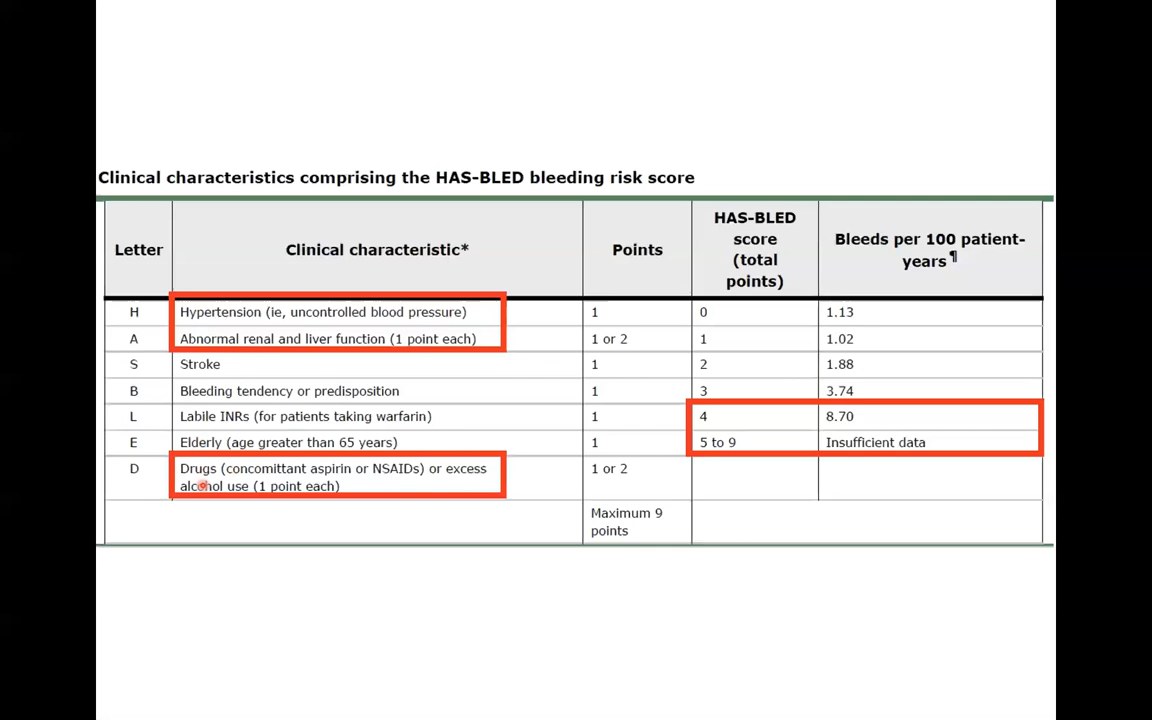 Clinical characteristics comprising the HAS-BLED bleeding risk score
Letter Clinical characteristic* Points HAS-BLED score (total points) Bleeds per 100 patient-years¶
H Hypertension (ie, uncontrolled blood pressure) 1 0 1.13
A Abnormal renal and liver function (1 point each) 1 or 2 1 1.02
S Stroke 1 2 1.88
B Bleeding tendency or predisposition 1 3 3.74
L Labile INRs (for patients taking warfarin) 1 4 8.70
E Elderly (age greater than 65 years) 1 5 to 9 Insufficient data
D Drugs (concomittant aspirin or NSAIDs) or excess 1 or 2
alcohol use (1 point each)
Maximum 9
points